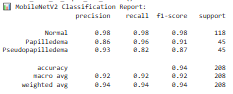 📊 MobileNetV2 Classification Report:
precision recall f1-score support
Normal 0.98 0.98 0.98 118
Papilledema 0.86 0.96 0.91 45
Pseudopapilledema 0.93 0.82 0.87 45
accuracy 0.94 208
macro avg 0.92 0.92 0.92 208
weighted avg 0.94 0.94 0.94 208